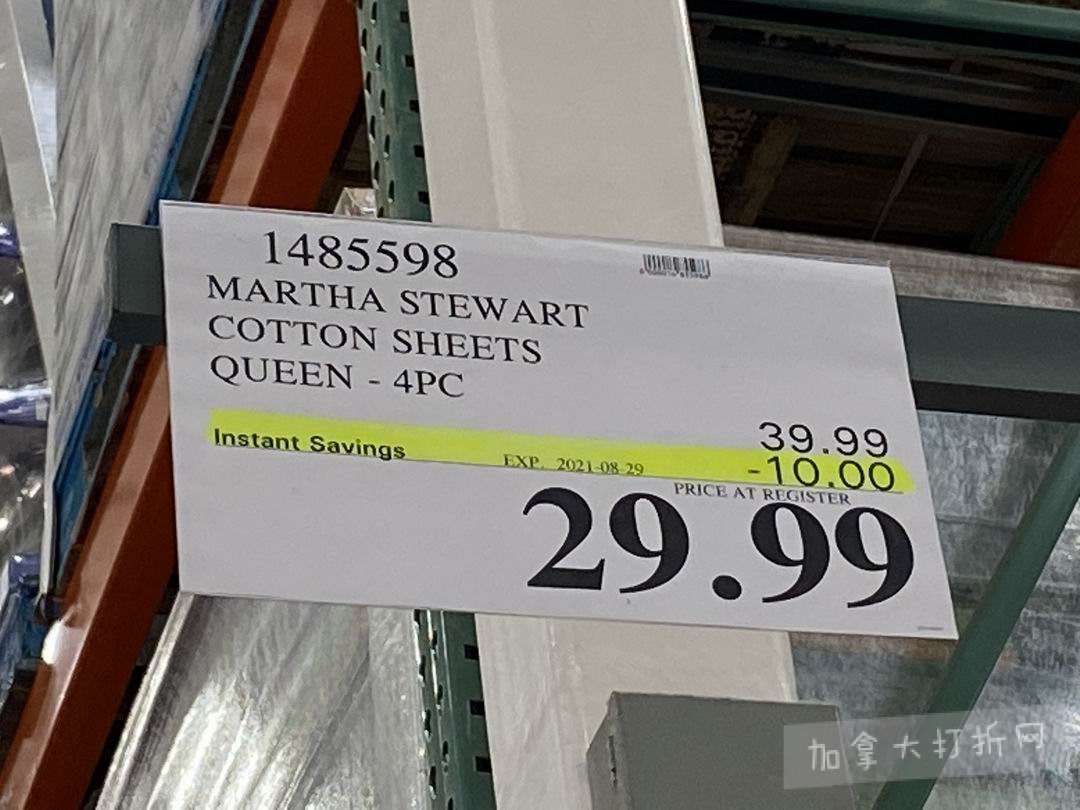 1485598
MARTHA STEWART
COTTON SHEETS
QUEEN - 4PC
39.99
Instant Savings EXP. 2021-08-29 -10.00
PRICE AT REGISTER
29.99
加拿大打折网